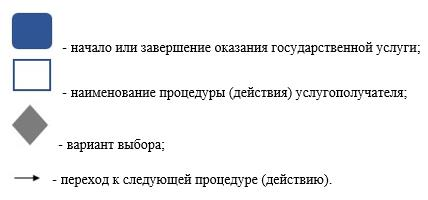 - начало или завершение оказания государственной услуги;
- наименование процедуры (действия) услугополучателя;
- вариант выбора;
- переход к следующей процедуре (действию).